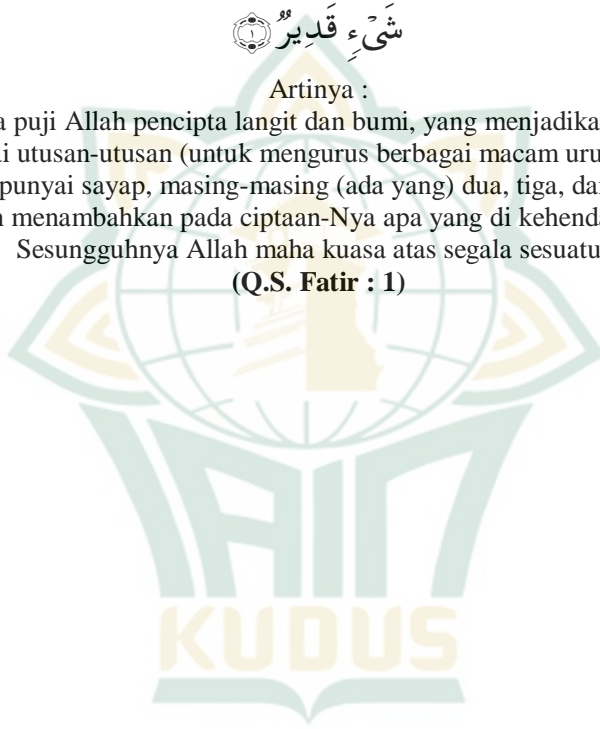 شَىۡءٍ قَدِيرٌ ١
Artinya :
puji Allah pencipta langit dan bumi, yang menjadika
utusan-utusan (untuk mengurus berbagai macam uru
punyai sayap, masing-masing (ada yang) dua, tiga, da
menambahkan pada ciptaan-Nya apa yang di kehenda
Sesungguhnya Allah maha kuasa atas segala sesuatu
(Q.S. Fatir : 1)
IAIN
KUDUS